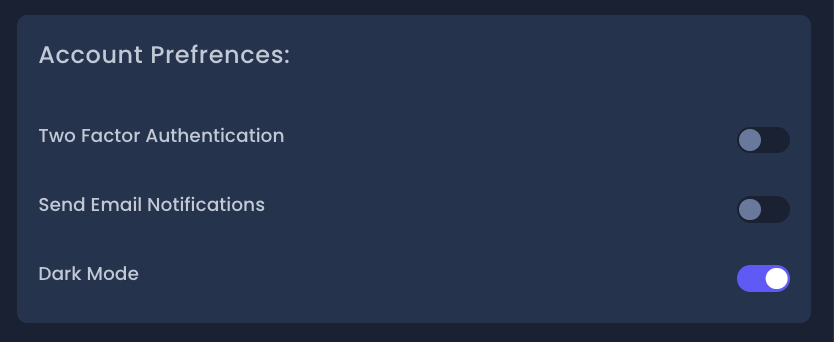 Account Prefrences:
Two Factor Authentication
Send Email Notifications
Dark Mode